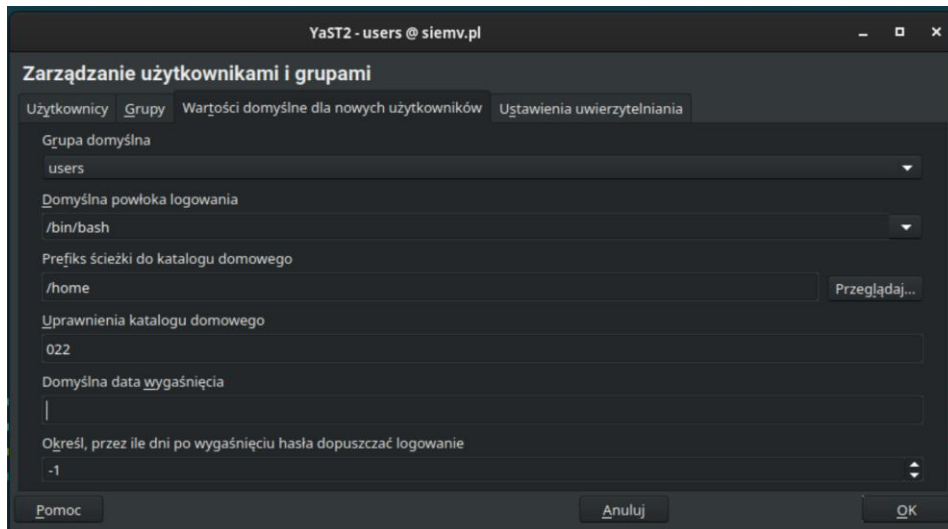 YaST2 - users @ siemv.pl
Zarządzanie użytkownikami i grupami
Użytkownicy Grupy Wartości domyślne dla nowych użytkowników Ustawienia uwierzytelniania
Grupa domyślna
users
Domyślna powłoka logowania
/bin/bash
Prefiks ścieżki do katalogu domowego
/home Przeglądaj...
Uprawnienia katalogu domowego
022
Domyślna data wygaśnięcia
Określ, przez ile dni po wygaśnięciu hasła dopuszczać logowanie
-1
Pomoc Anuluj OK